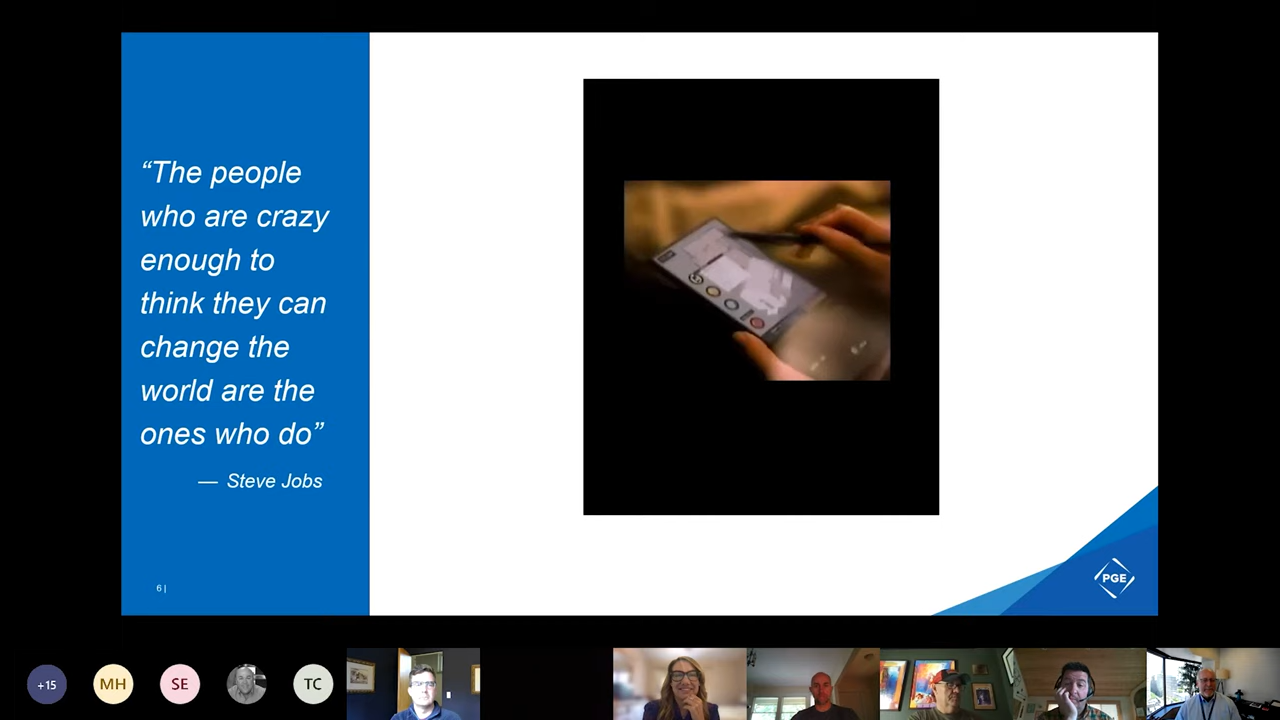 “The people
who are crazy
enough to
think they can
change the
world are the
ones who do”
— Steve Jobs
6 |
PGE
+15
MH
SE
TC